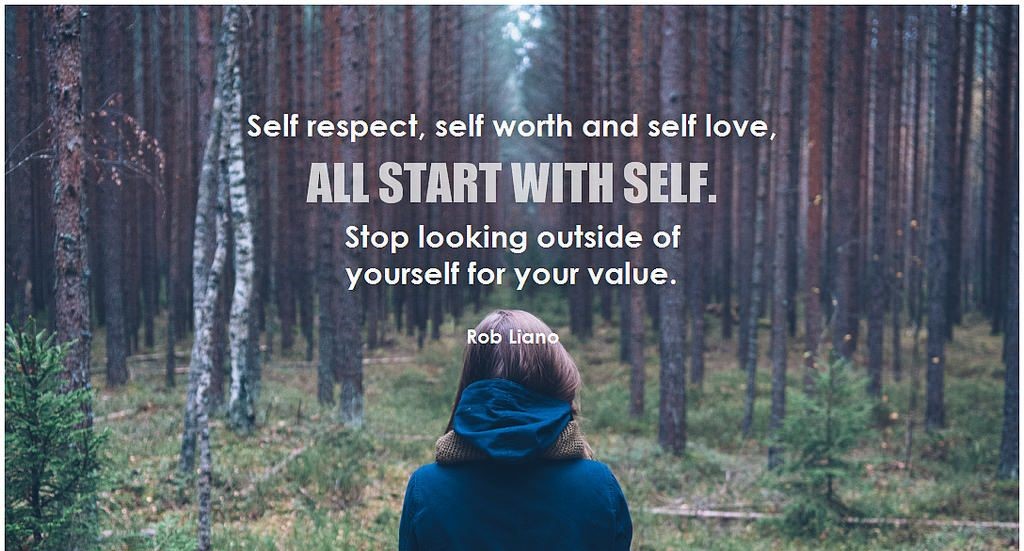 Self respect, self worth and self love,
ALL START WITH SELF.
Stop looking outside of
yourself for your value.
Rob Liano